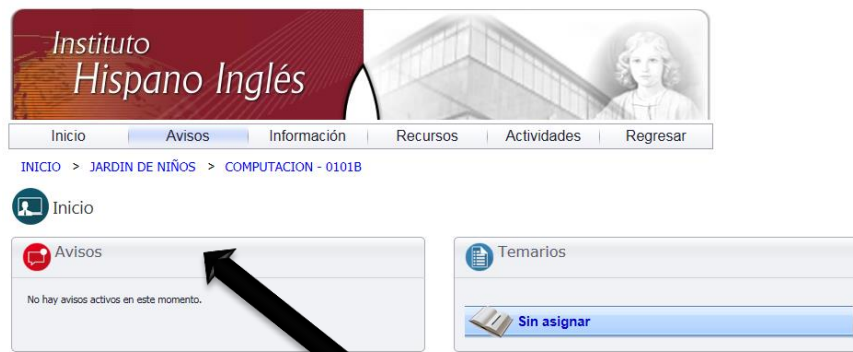 Instituto
Hispano Inglés
Inicio Avisos Información Recursos Actividades Regresar
INICIO > JARDIN DE NIÑOS > COMPUTACION - 0101B
Inicio
Avisos
No hay avisos activos en este momento.
Temarios
Sin asignar